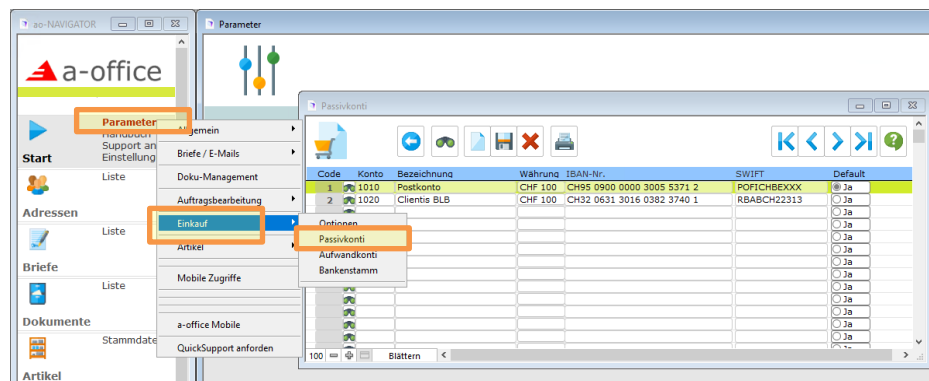 ao-NAVIGATOR
Parameter
a-office
Parameter
Handbuch
Support an
Einstellung
Start
Liste
Adressen
Liste
Briefe
Liste
Dokumente
Stammdate
Artikel
Allgemein
Briefe / E-Mails
Doku-Management
Auftragsbearbeitung
Einkauf
Artikel
Mobile Zugriffe
a-office Mobile
QuickSupport anfordern
Optionen
Passivkonti
Aufwandkonti
Bankenstamm
Passivkonti
Code Konto Bezeichnung Währung IBAN-Nr. SWIFT Default
1 1010 Postkonto CHF 100 CH95 0900 0000 3005 5371 2 POFICHBEXXX Ja
2 1020 Clientis BLB CHF 100 CH32 0631 3016 0382 3740 1 RBABCH22313 Ja
Ja
Ja
Ja
Ja
Ja
Ja
Ja
Ja
Ja
Ja
100 Blättern